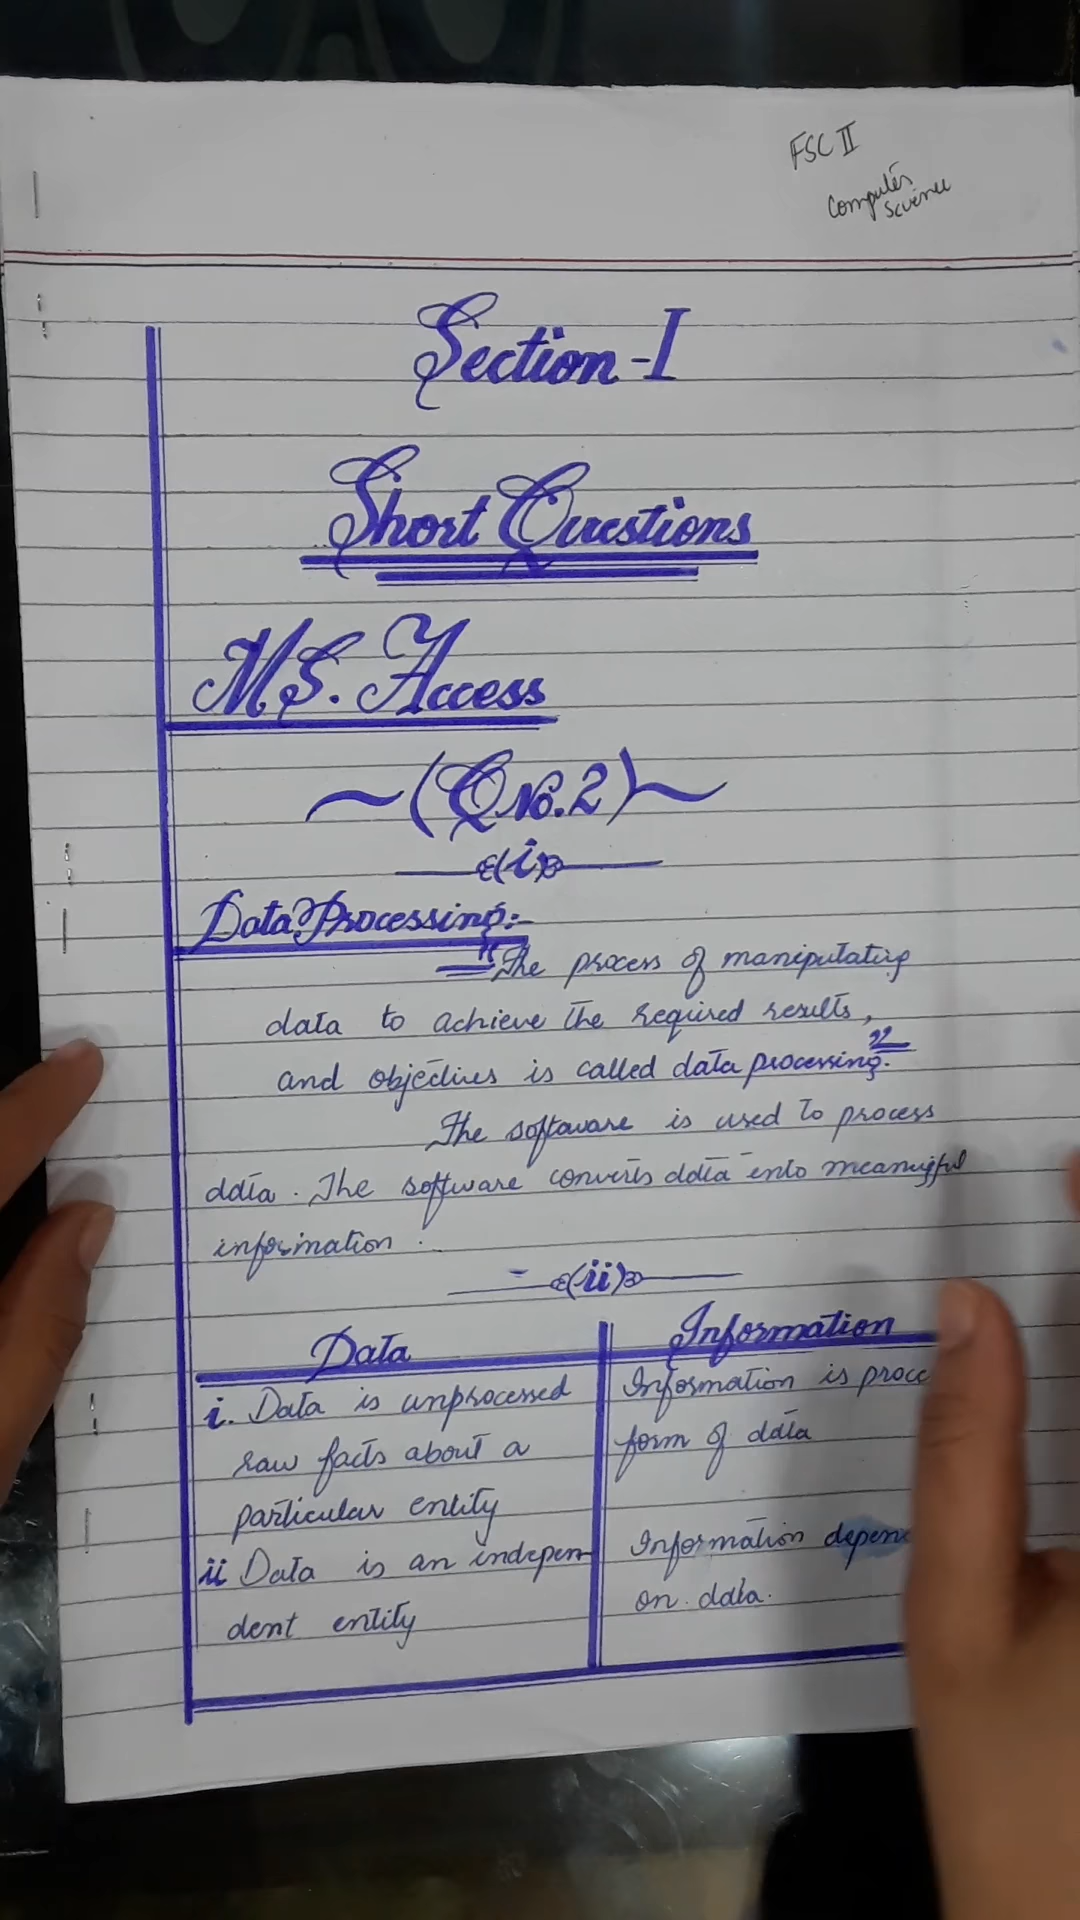 FSC II
Computer
Science
Section-I
Short Questions
MS. Access
~(Q No. 2)~
(i)
Data Processing:-
"The process of manipulating
data to achieve the required results,
and objectives is called data processing."
The software is used to process
data. The software converts data into meaningful
information.
(ii)
Data
Information
i. Data is unprocessed
raw facts about a
particular entity
Information is proce
form of data
ii Data is an indepen-
dent entity
Information depen
on data.